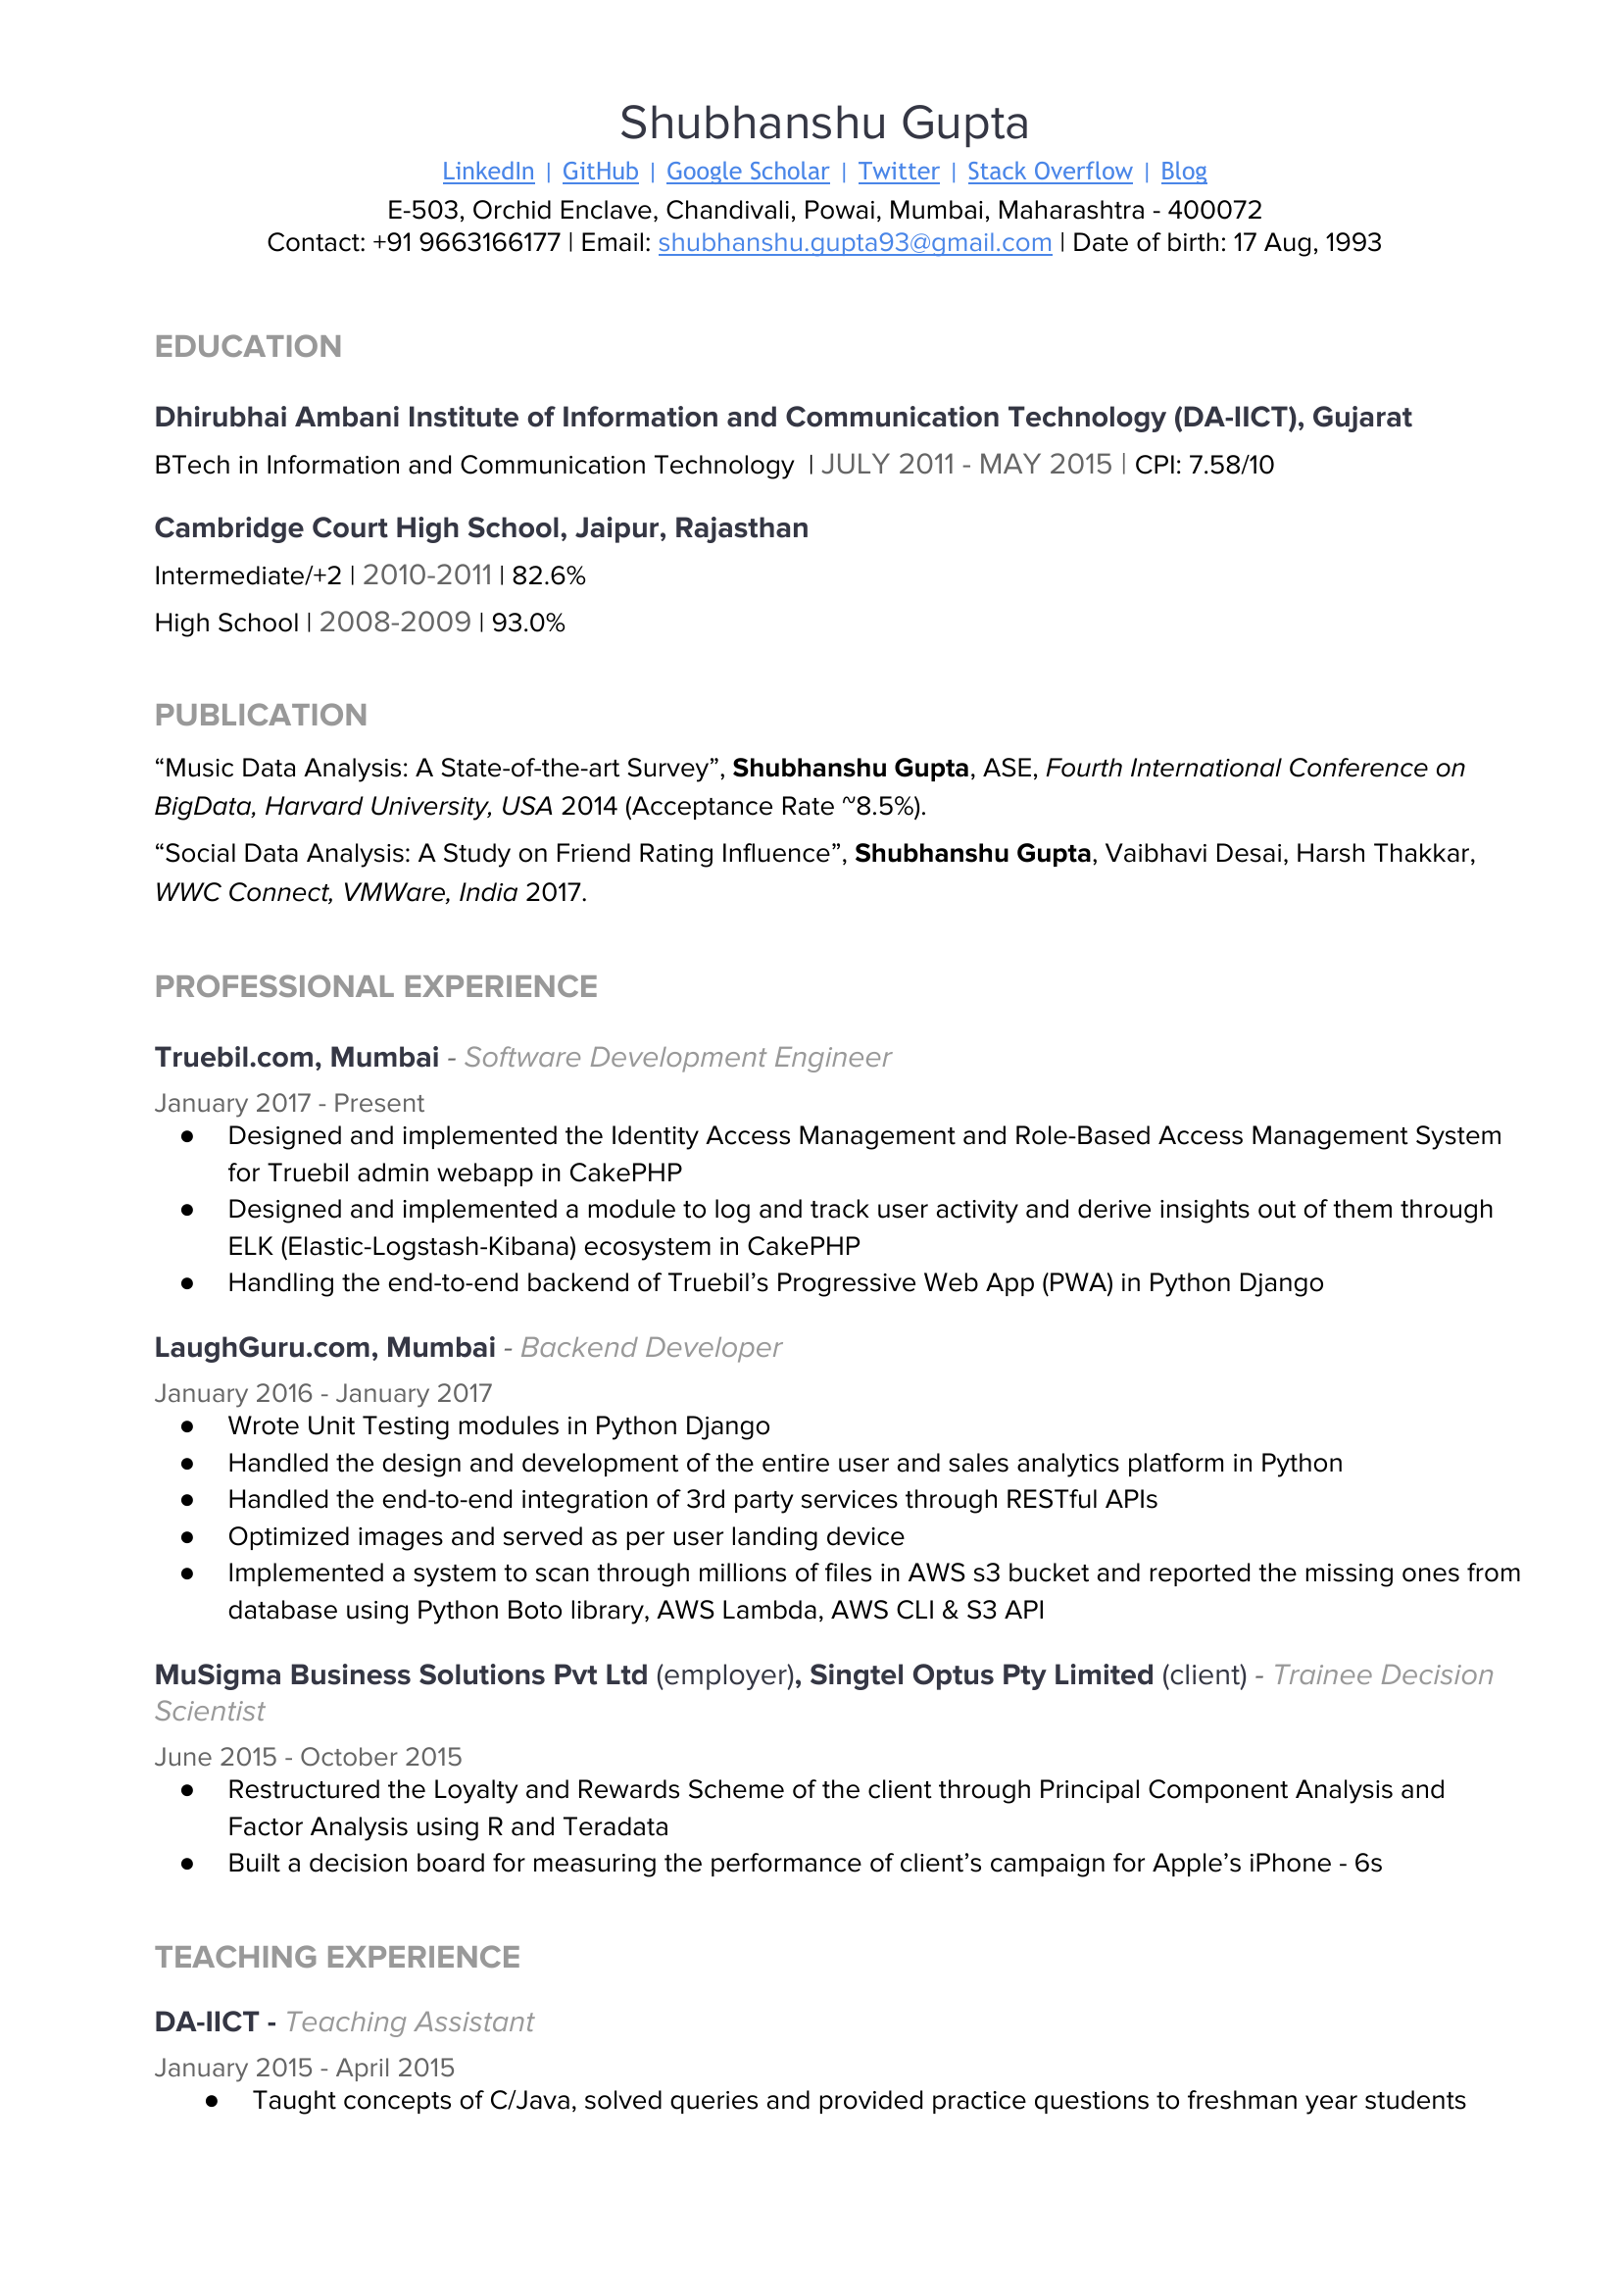 Shubhanshu Gupta
LinkedIn | GitHub | Google Scholar | Twitter | Stack Overflow | Blog
E-503, Orchid Enclave, Chandivali, Powai, Mumbai, Maharashtra - 400072
Contact: +91 9663166177 | Email: shubhanshu.gupta93@gmail.com | Date of birth: 17 Aug, 1993
EDUCATION
Dhirubhai Ambani Institute of Information and Communication Technology (DA-IICT), Gujarat
BTech in Information and Communication Technology | JULY 2011 - MAY 2015 | CPI: 7.58/10
Cambridge Court High School, Jaipur, Rajasthan
Intermediate/+2 | 2010-2011 | 82.6%
High School | 2008-2009 | 93.0%
PUBLICATION
“Music Data Analysis: A State-of-the-art Survey”, Shubhanshu Gupta, ASE, Fourth International Conference on
BigData, Harvard University, USA 2014 (Acceptance Rate ~8.5%).
“Social Data Analysis: A Study on Friend Rating Influence”, Shubhanshu Gupta, Vaibhavi Desai, Harsh Thakkar,
WWC Connect, VMWare, India 2017.
PROFESSIONAL EXPERIENCE
Truebil.com, Mumbai - Software Development Engineer
January 2017 - Present
● Designed and implemented the Identity Access Management and Role-Based Access Management System
for Truebil admin webapp in CakePHP
● Designed and implemented a module to log and track user activity and derive insights out of them through
ELK (Elastic-Logstash-Kibana) ecosystem in CakePHP
● Handling the end-to-end backend of Truebil’s Progressive Web App (PWA) in Python Django
LaughGuru.com, Mumbai - Backend Developer
January 2016 - January 2017
● Wrote Unit Testing modules in Python Django
● Handled the design and development of the entire user and sales analytics platform in Python
● Handled the end-to-end integration of 3rd party services through RESTful APIs
● Optimized images and served as per user landing device
● Implemented a system to scan through millions of files in AWS s3 bucket and reported the missing ones from
database using Python Boto library, AWS Lambda, AWS CLI & S3 API
MuSigma Business Solutions Pvt Ltd (employer), Singtel Optus Pty Limited (client) - Trainee Decision
Scientist
June 2015 - October 2015
● Restructured the Loyalty and Rewards Scheme of the client through Principal Component Analysis and
Factor Analysis using R and Teradata
● Built a decision board for measuring the performance of client’s campaign for Apple’s iPhone - 6s
TEACHING EXPERIENCE
DA-IICT - Teaching Assistant
January 2015 - April 2015
● Taught concepts of C/Java, solved queries and provided practice questions to freshman year students